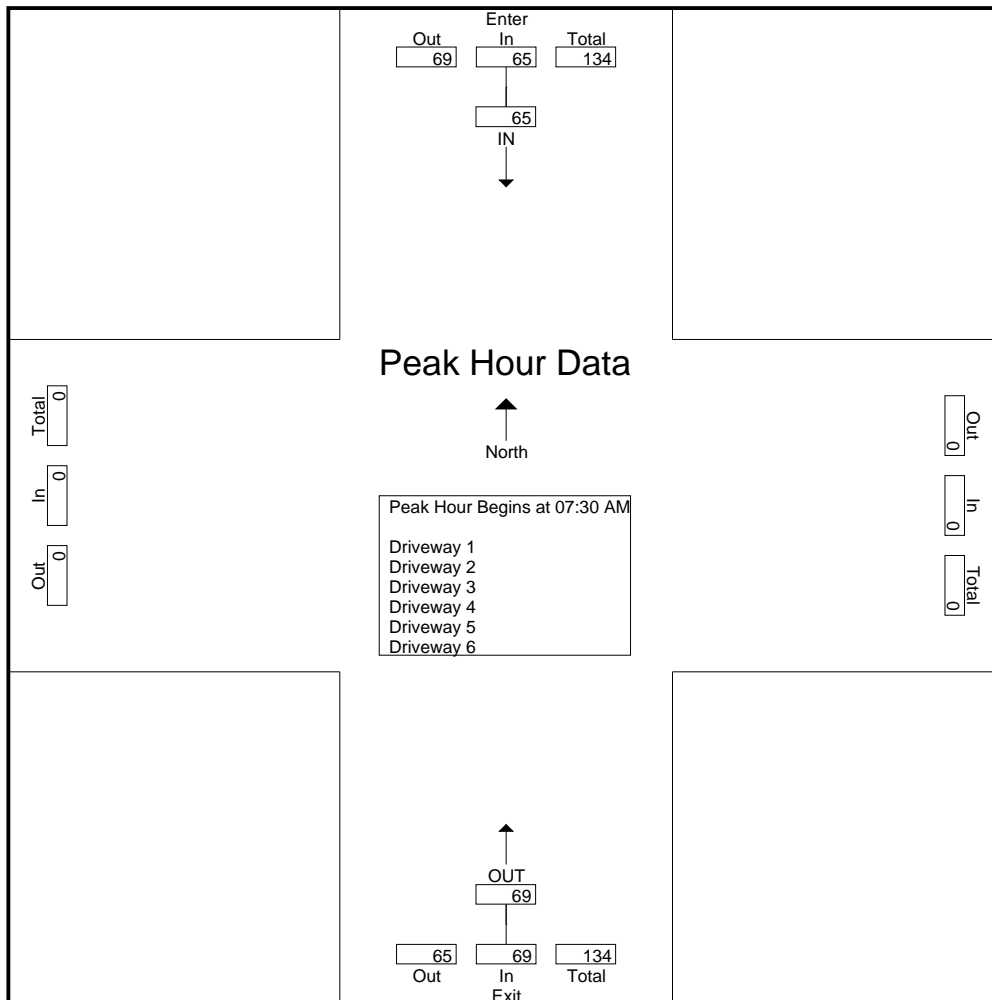 Enter
Out In Total
69 65 134
65
IN
Peak Hour Data
North
Total 0
In 0
Out 0
Out 0
In 0
Total 0
Peak Hour Begins at 07:30 AM
Driveway 1
Driveway 2
Driveway 3
Driveway 4
Driveway 5
Driveway 6
OUT
69
65 69 134
Out In Total
Exit